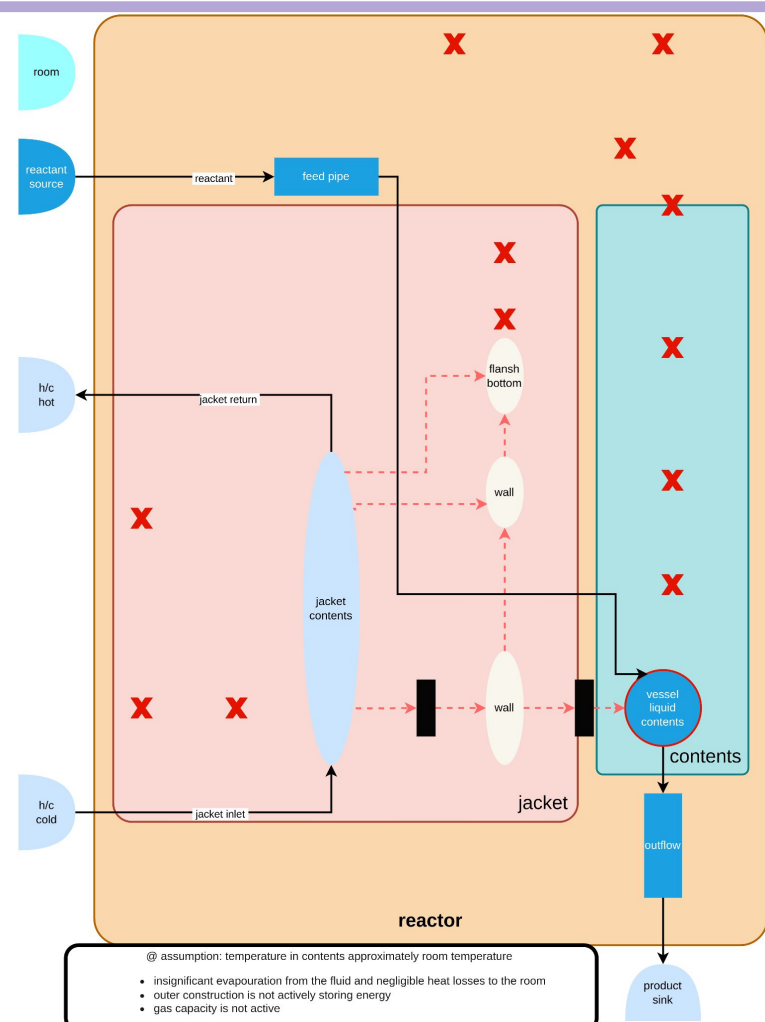 room
reactant
source
reactant
feed pipe
flansh
bottom
h/c
hot
jacket return
wall
jacket
contents
wall
vessel
liquid
contents
contents
h/c
cold
jacket inlet
jacket
outflow
reactor
@ assumption: temperature in contents approximately room temperature
• insignificant evapouration from the fluid and negligible heat losses to the room
• outer construction is not actively storing energy
• gas capacity is not active
product
sink